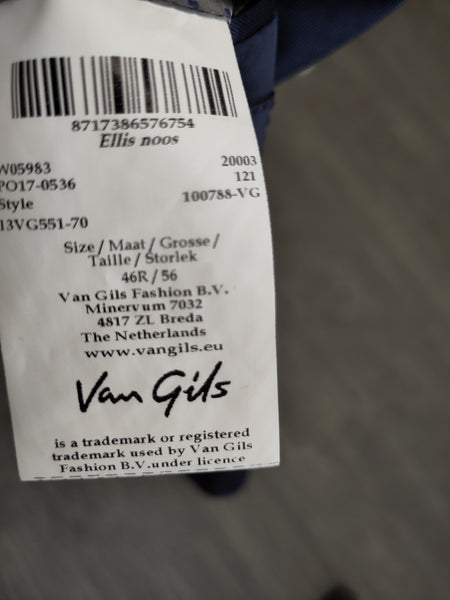 8717386576754
Ellis noos
W05983 20003
PO17-0536 121
Style 100788-VG
13VG551-70
Size / Maat / Grosse /
Taille / Storlek
46R / 56
Van Gils Fashion B.V.
Minervum 7032
4817 ZL Breda
The Netherlands
www.vangils.eu
Van Gils
is a trademark or registered
trademark used by Van Gils
Fashion B.V.under licence